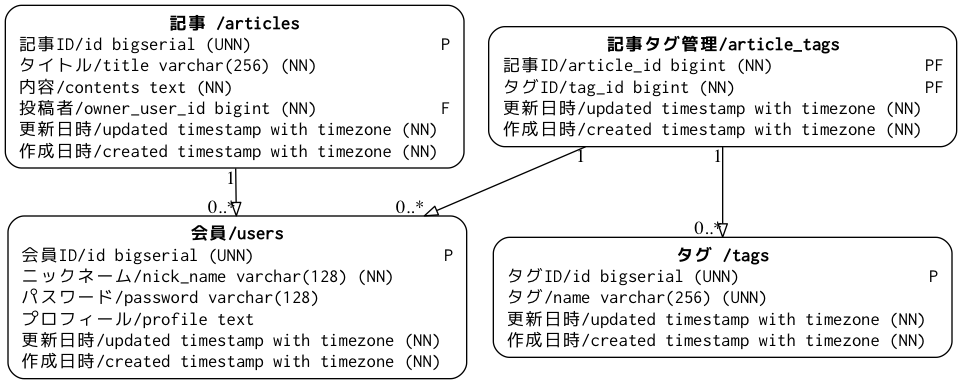 記事 /articles
記事ID/id bigserial (UNN) P
タイトル/title varchar(256) (NN)
内容/contents text (NN)
投稿者/owner_user_id bigint (NN) F
更新日時/updated timestamp with timezone (NN)
作成日時/created timestamp with timezone (NN)
記事タグ管理/article_tags
記事ID/article_id bigint (NN) PF
タグID/tag_id bigint (NN) PF
更新日時/updated timestamp with timezone (NN)
作成日時/created timestamp with timezone (NN)
1
1
1
0..*
0..*
0..*
会員/users
会員ID/id bigserial (UNN) P
ニックネーム/nick_name varchar(128) (NN)
パスワード/password varchar(128)
プロフィール/profile text
更新日時/updated timestamp with timezone (NN)
作成日時/created timestamp with timezone (NN)
タグ /tags
タグID/id bigserial (UNN) P
タグ/name varchar(256) (UNN)
更新日時/updated timestamp with timezone (NN)
作成日時/created timestamp with timezone (NN)